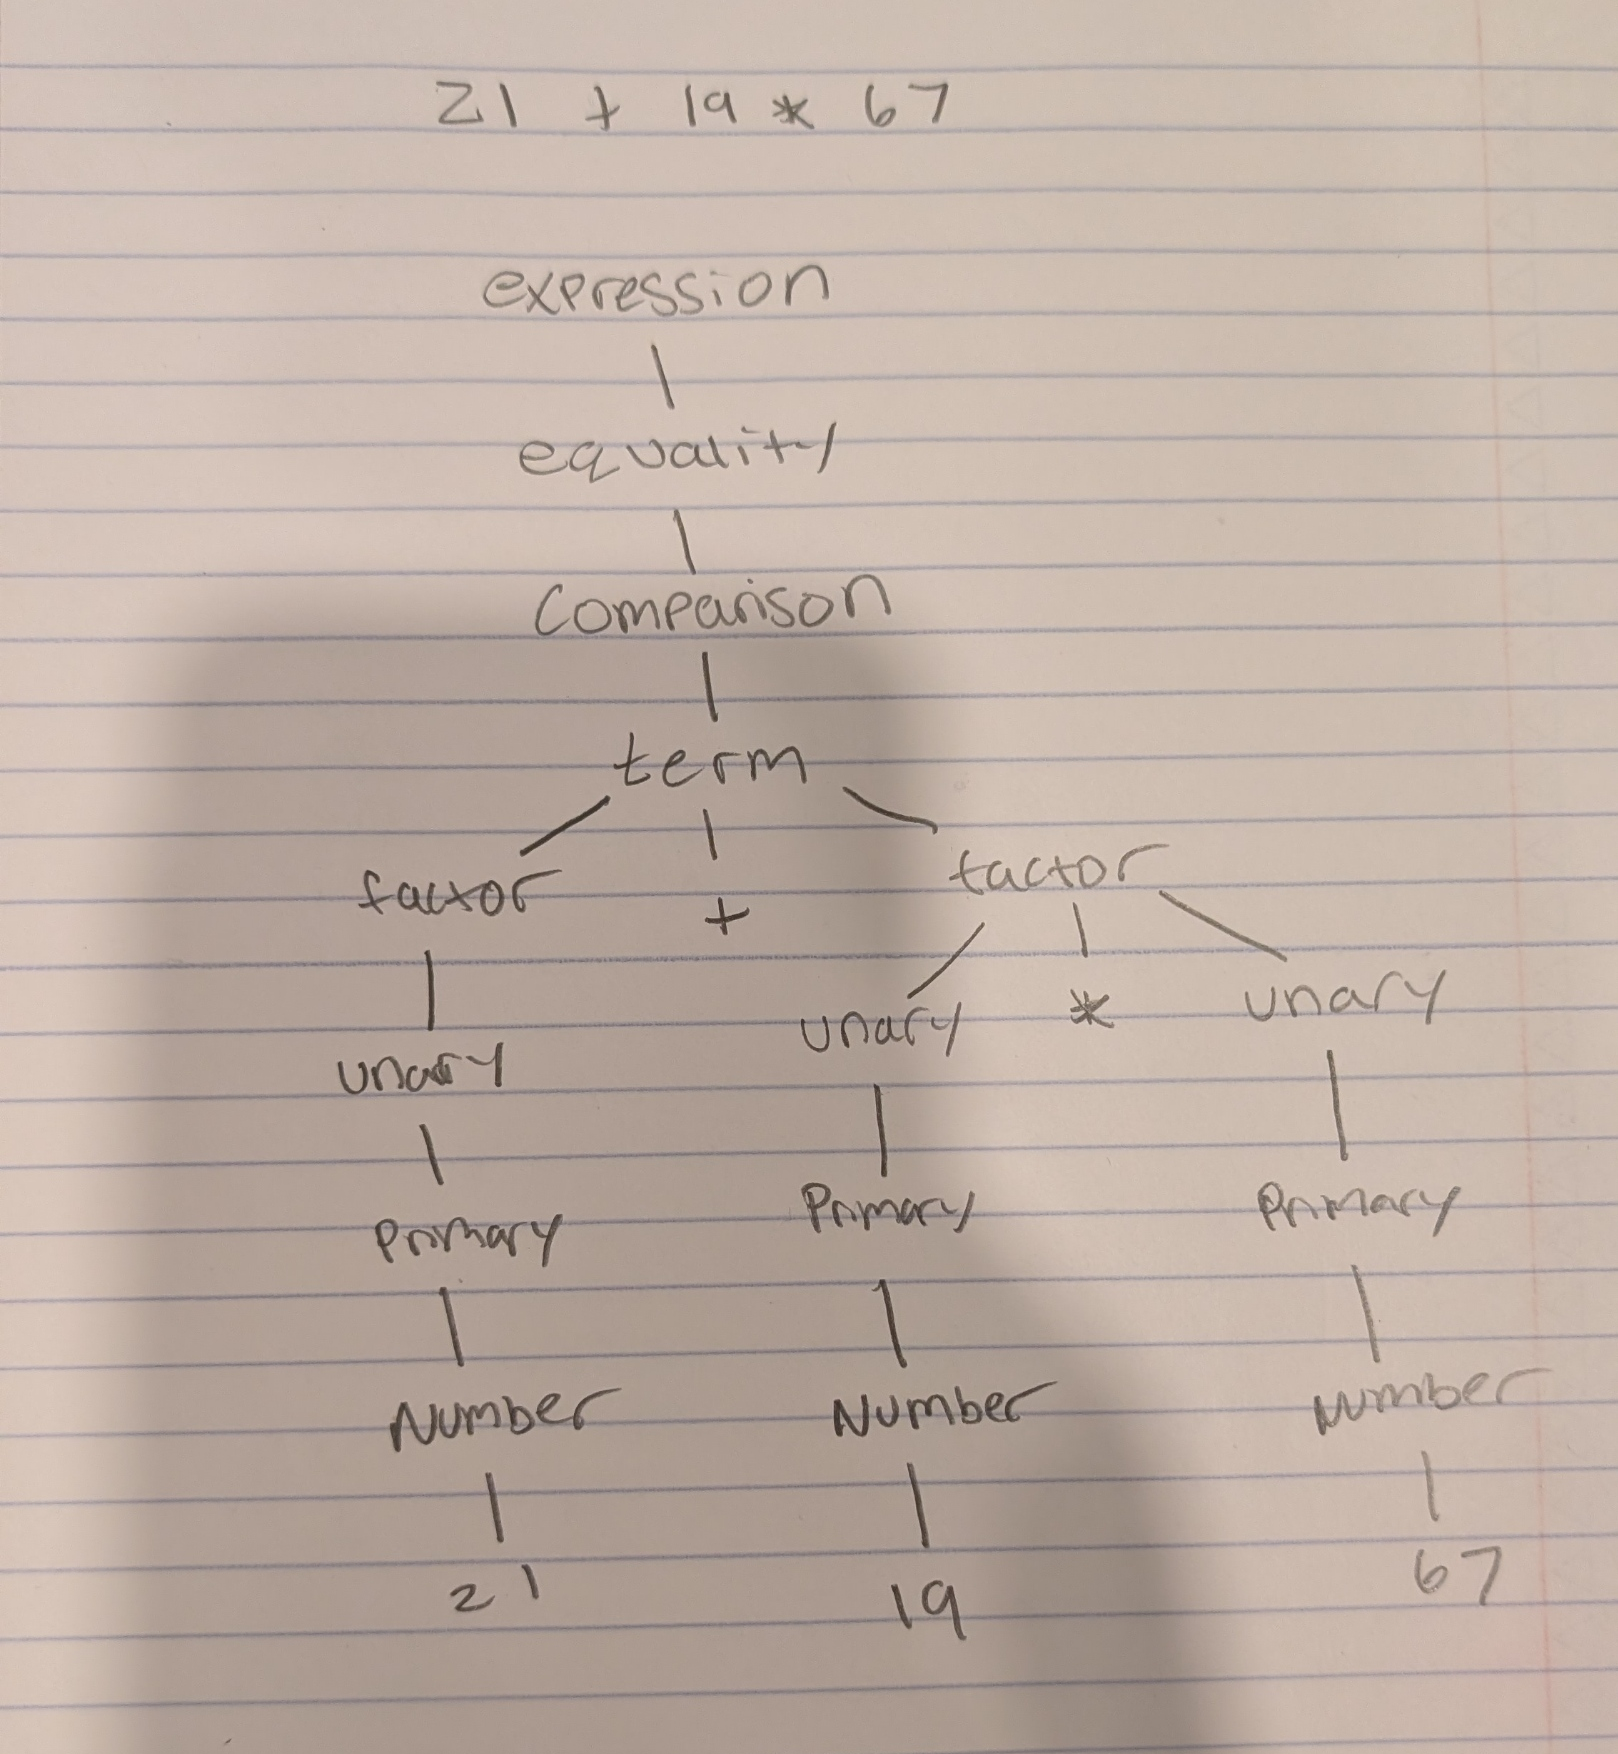 21 + 19 * 67
expression
equality
Comparison
term
factor + factor
unary unary * unary
Primary Primary Primary
Number Number Number
21 19 67